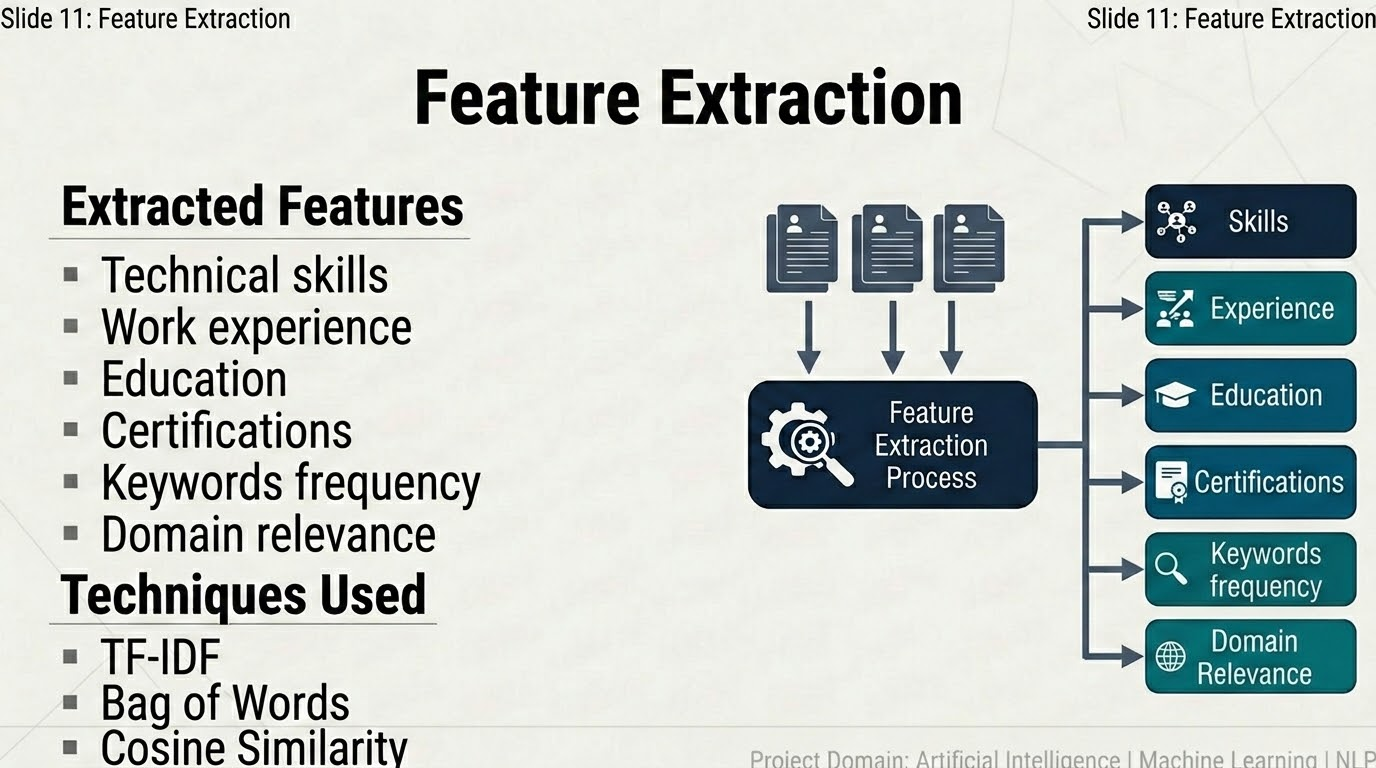 Slide 11: Feature Extraction
Slide 11: Feature Extraction
Feature Extraction
Extracted Features
▪ Technical skills
▪ Work experience
▪ Education
▪ Certifications
▪ Keywords frequency
▪ Domain relevance
Techniques Used
▪ TF-IDF
▪ Bag of Words
▪ Cosine Similarity
Feature
Extraction
Process
Skills
Experience
Education
Certifications
Keywords
frequency
Domain
Relevance
Project Domain: Artificial Intelligence | Machine Learning | NLP